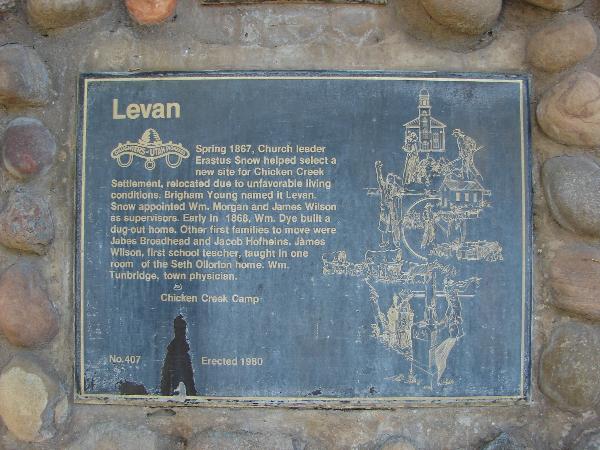 Levan
DAUGHTERS OF UTAH PIONEERS
Spring 1867, Church leader
Erastus Snow helped select a
new site for Chicken Creek
Settlement, relocated due to unfavorable living
conditions. Brigham Young named it Levan.
Snow appointed Wm. Morgan and James Wilson
as supervisors. Early in 1868, Wm. Dye built a
dug-out home. Other first families to move were
Jabes Broadhead and Jacob Hofheins. James
Wilson, first school teacher, taught in one
room of the Seth Ollorton home. Wm.
Tunbridge, town physician.
Chicken Creek Camp
No. 407 Erected 1980